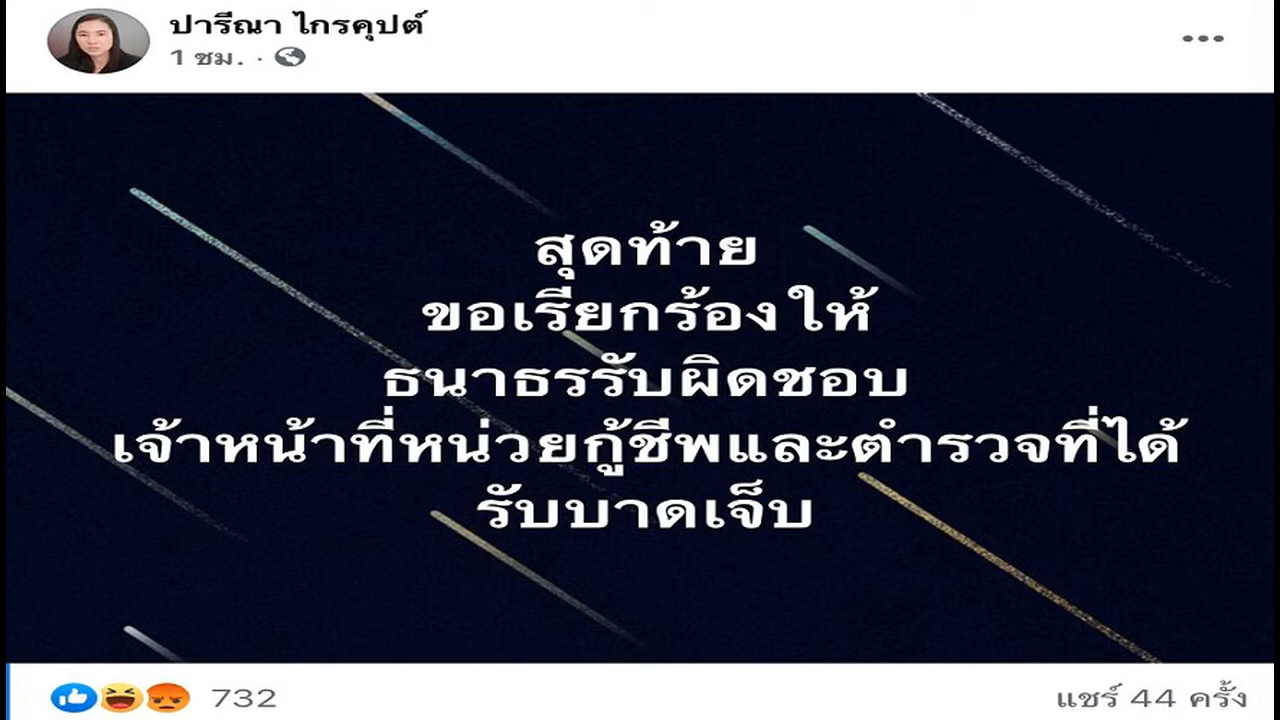 ปารีณา ไกรคุปต์
1 ชม. ·
สุดท้าย
ขอเรียกร้องให้
ธนาธรรับผิดชอบ
เจ้าหน้าที่หน่วยกู้ชีพและตำรวจที่ได้
รับบาดเจ็บ
732
แชร์ 44 ครั้ง